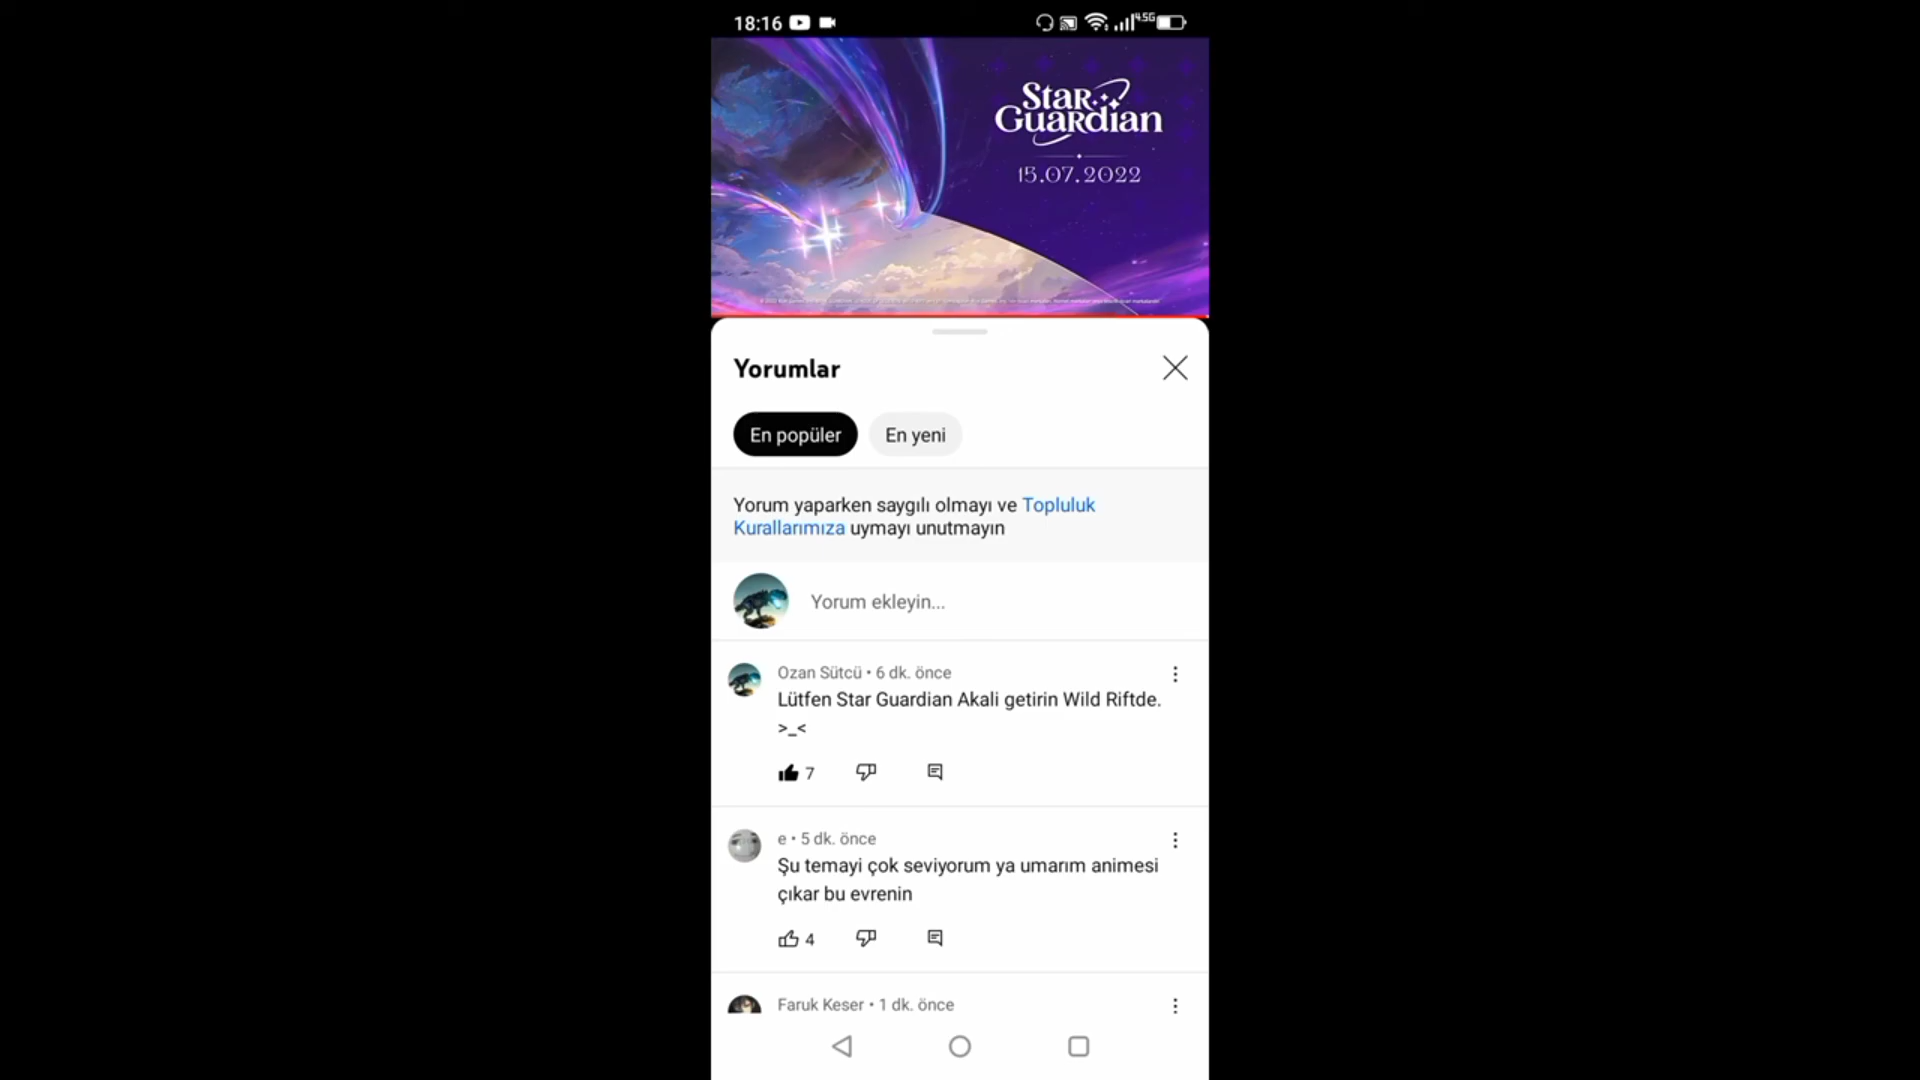 18:16
4.5G
Star
Guardian
15.07.2022
Yorumlar
En popüler
En yeni
Yorum yaparken saygılı olmayı ve Topluluk
Kurallarımıza uymayı unutmayın
Yorum ekleyin...
Ozan Sütcü • 6 dk. önce
Lütfen Star Guardian Akali getirin Wild Riftde.
>_<
7
e • 5 dk. önce
Şu temayi çok seviyorum ya umarım animesi
çıkar bu evrenin
4
Faruk Keser • 1 dk. önce